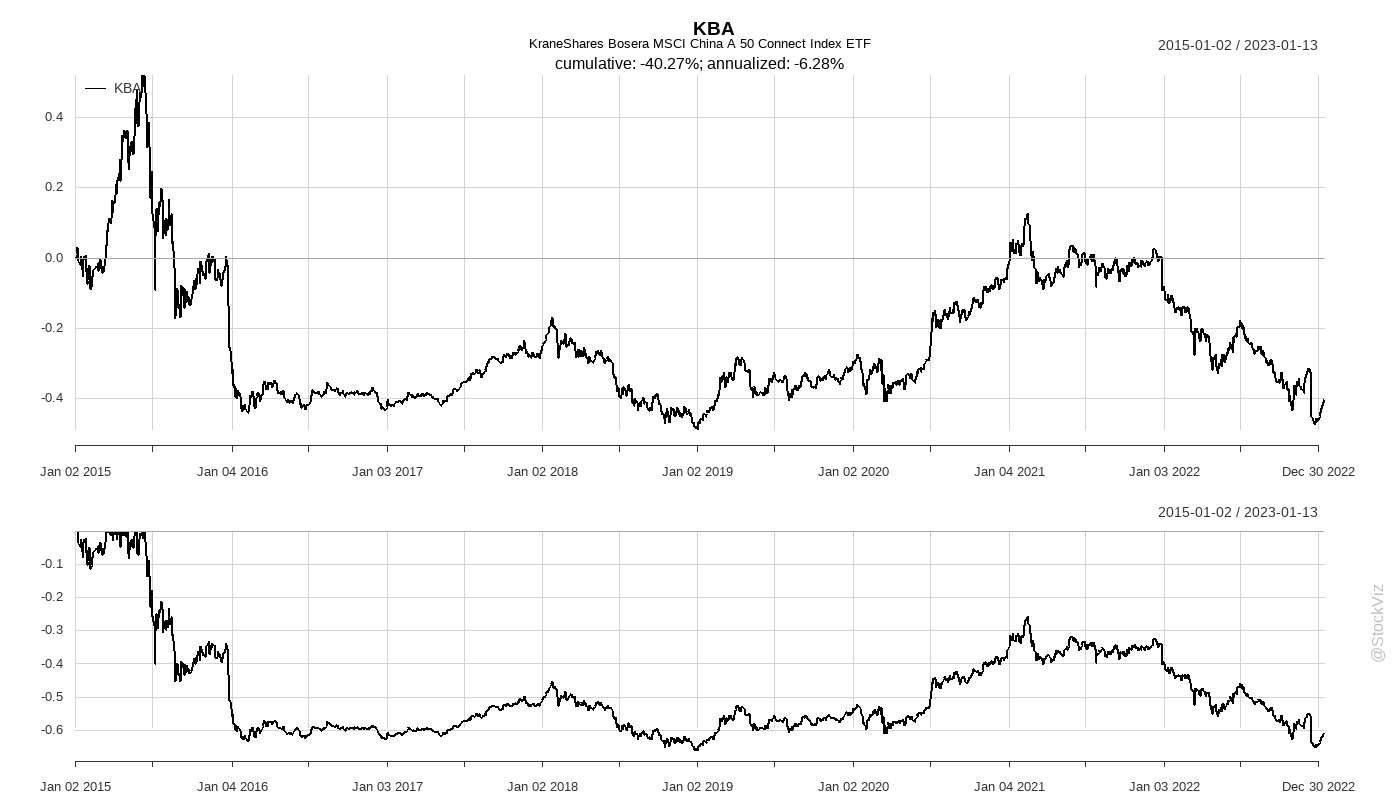 KBA
KraneShares Bosera MSCI China A 50 Connect Index ETF
2015-01-02 / 2023-01-13
cumulative: -40.27%; annualized: -6.28%
KBA
0.4
0.2
0.0
-0.2
-0.4
Jan 02 2015 Jan 04 2016 Jan 03 2017 Jan 02 2018 Jan 02 2019 Jan 02 2020 Jan 04 2021 Jan 03 2022 Dec 30 2022
2015-01-02 / 2023-01-13
-0.1
-0.2
-0.3
-0.4
-0.5
-0.6
Jan 02 2015 Jan 04 2016 Jan 03 2017 Jan 02 2018 Jan 02 2019 Jan 02 2020 Jan 04 2021 Jan 03 2022 Dec 30 2022
@StockViz